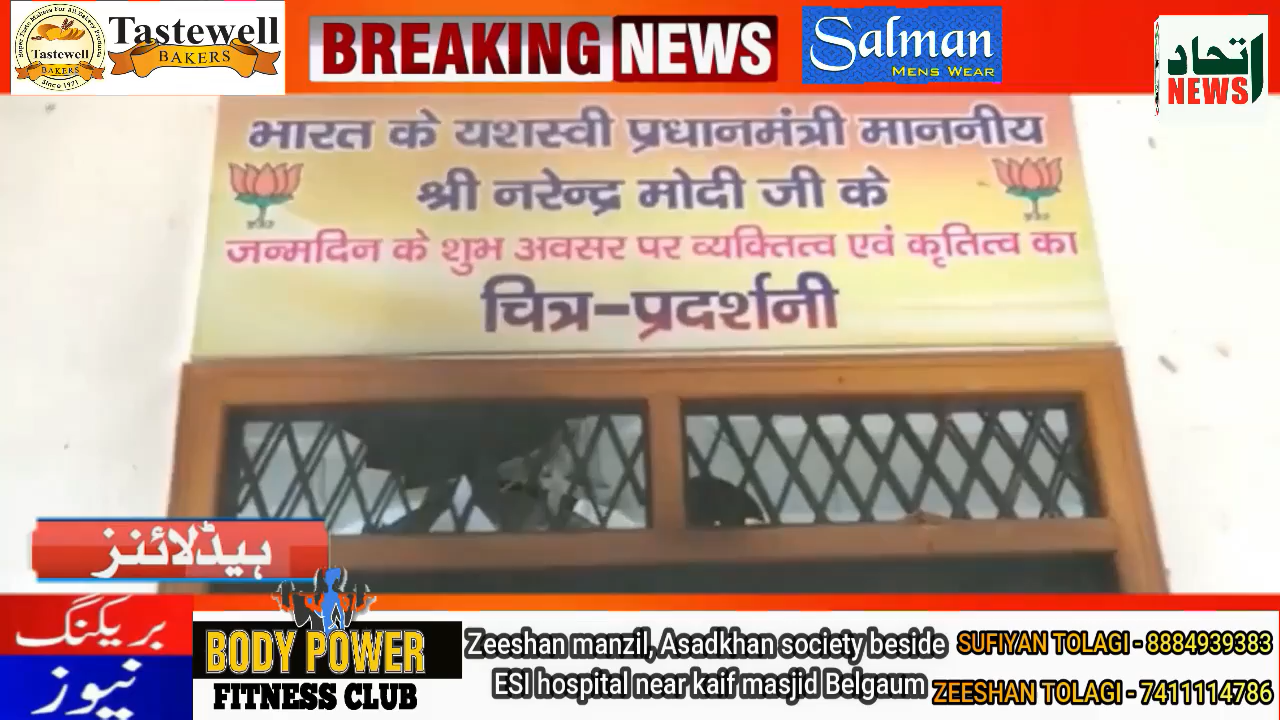 Tastewell
BAKERS
Since 1971
Tastewell
BAKERS
BREAKING NEWS
Salman
MENS WEAR
اتحاد
NEWS
भारत के यशस्वी प्रधानमंत्री माननीय
श्री नरेन्द्र मोदी जी के
जन्मदिन के शुभ अवसर पर व्यक्तित्व एवं कृतित्व का
चित्र-प्रदर्शनी
ہیڈلائنز
بریکنگ
نیوز
BODY POWER
FITNESS CLUB
Zeeshan manzil, Asadkhan society beside
ESI hospital near kaif masjid Belgaum
SUFIYAN TOLAGI - 8884939383
ZEESHAN TOLAGI - 7411114786